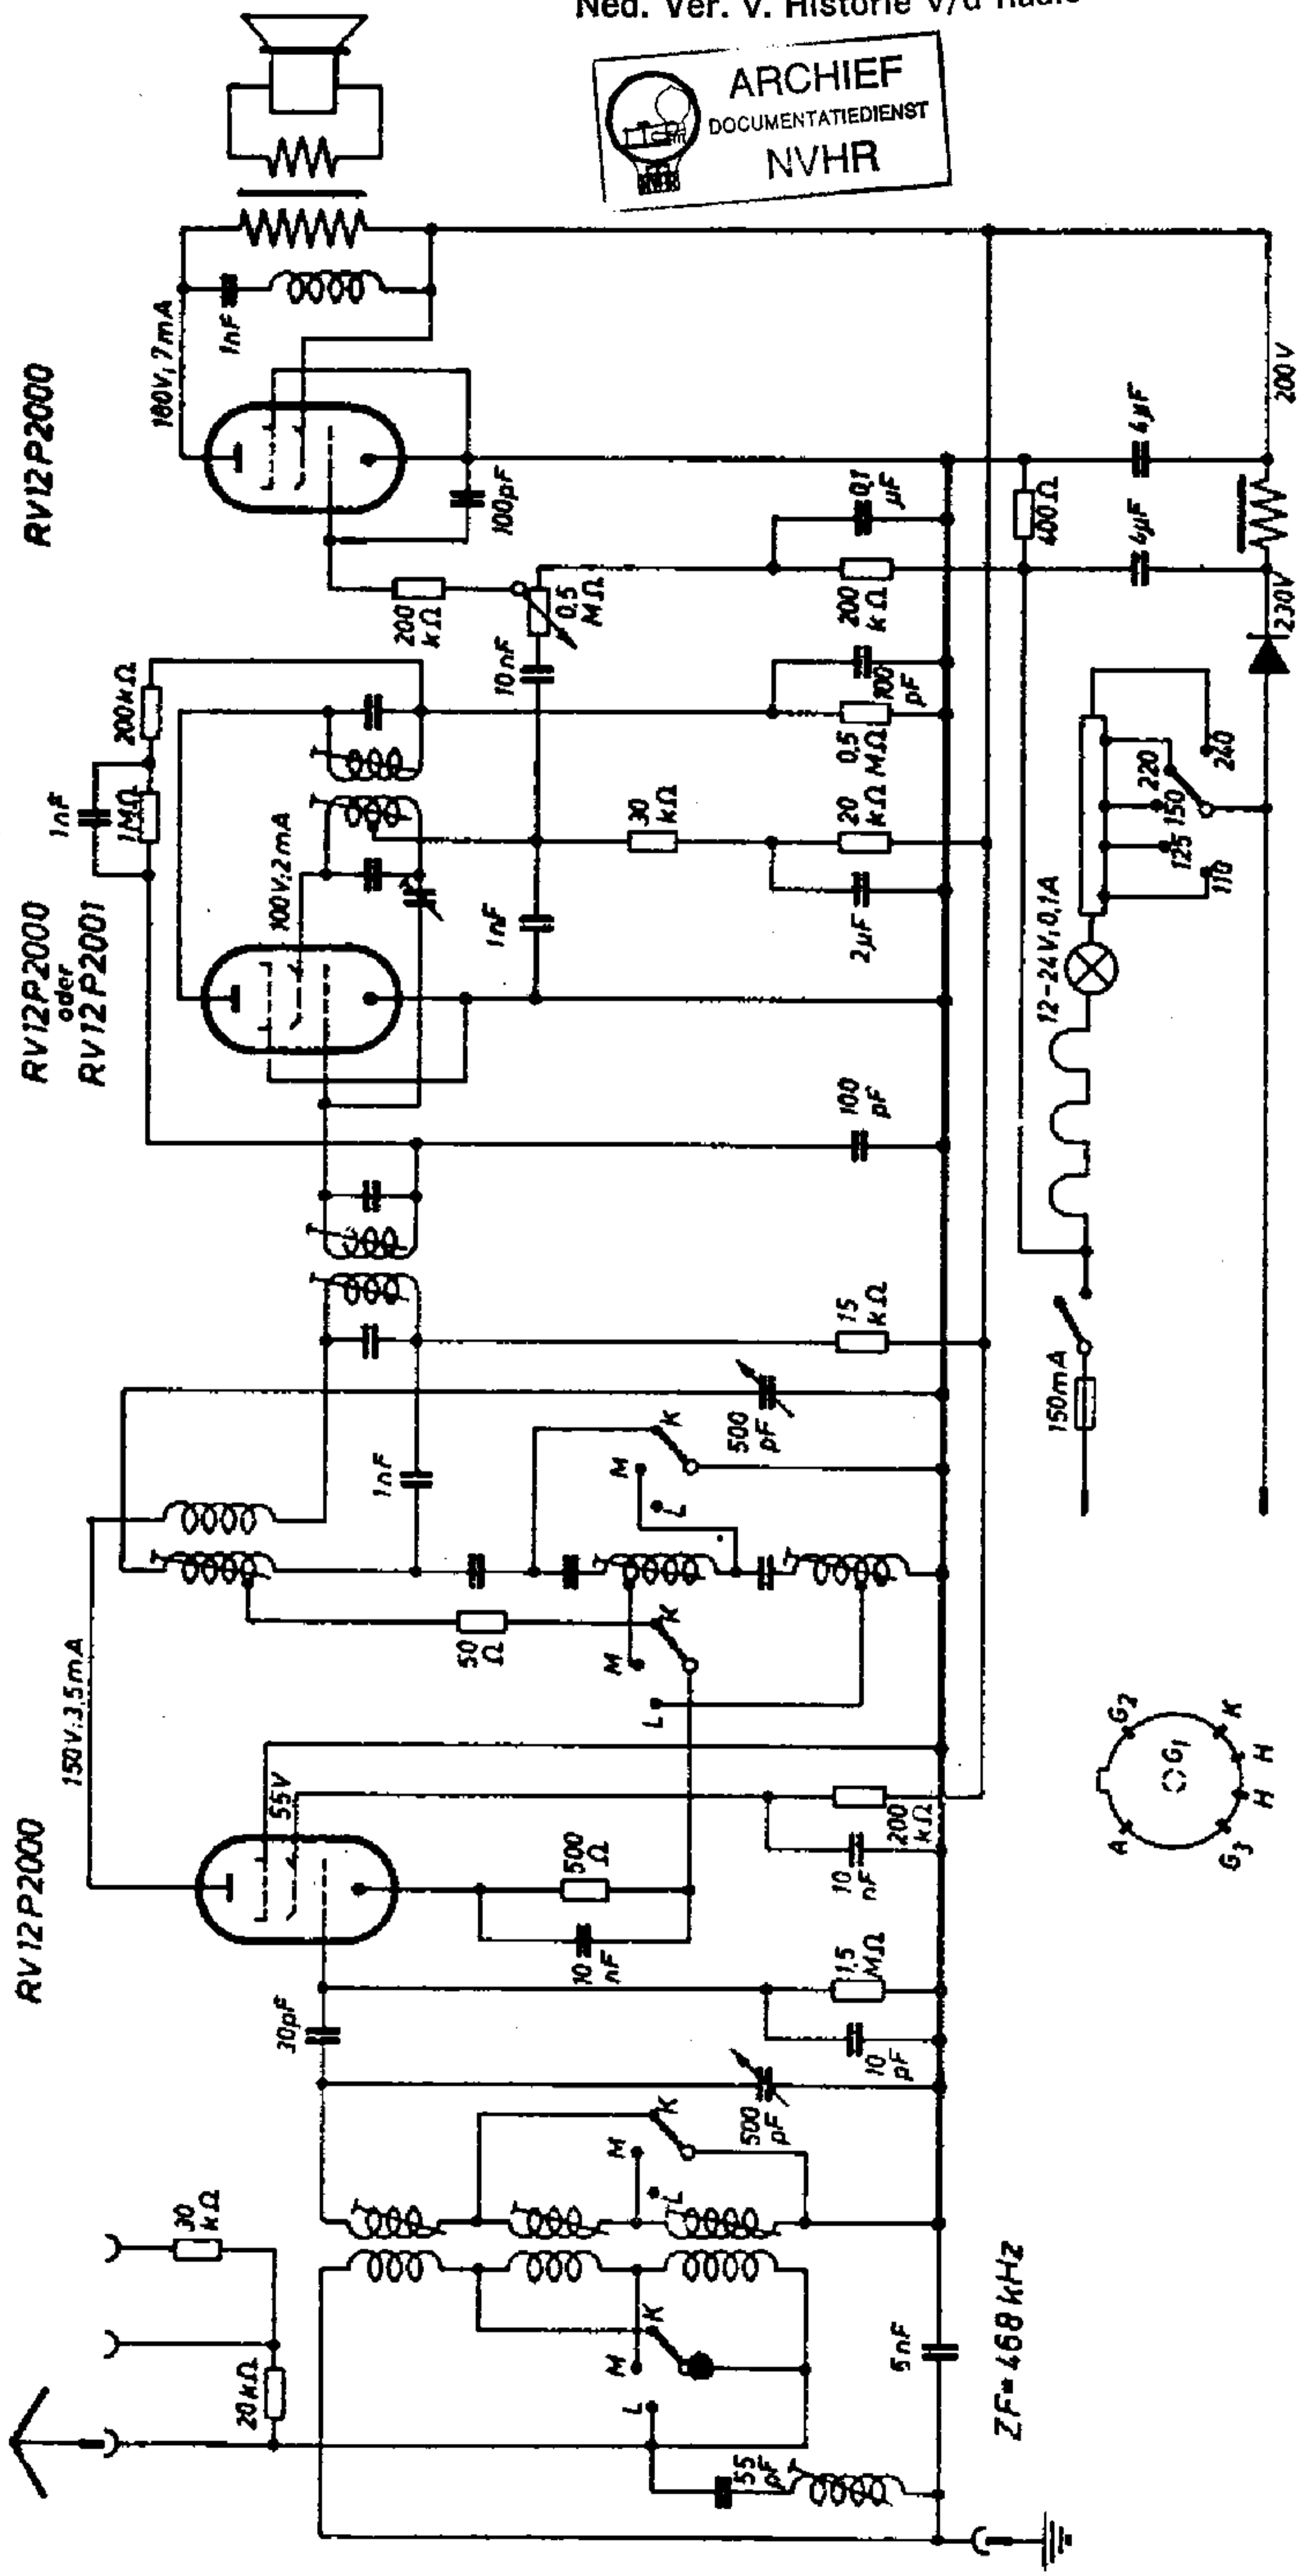 Ned. Ver. v. Historie v/d Radio
ARCHIEF
DOCUMENTATIEDIENST
NVHR
RV12P2000
RV12P2000
oder
RV12P2001
RV12P2000
30
kΩ
20kΩ
30pF
150V; 3,5mA
55V
500
Ω
10
nF
50
Ω
1nF
1nF
1MΩ
200kΩ
100V; 2mA
1nF
10nF
200
kΩ
0,5
MΩ
180V; 7mA
1nF
100pF
L
M
K
M
L
K
L
M
K
M
L
K
55
pF
5nF
500
pF
10
pF
1,5
MΩ
10
nF
200
kΩ
500
pF
15
kΩ
100
pF
2µF
30
kΩ
20
kΩ
0,5
MΩ
100
pF
200
kΩ
0,1
µF
400Ω
4µF
4µF
200V
230V
150mA
12-24V; 0,1A
110
125
150
220
240
ZF=468kHz
A
G2
G1
K
H
H
G3